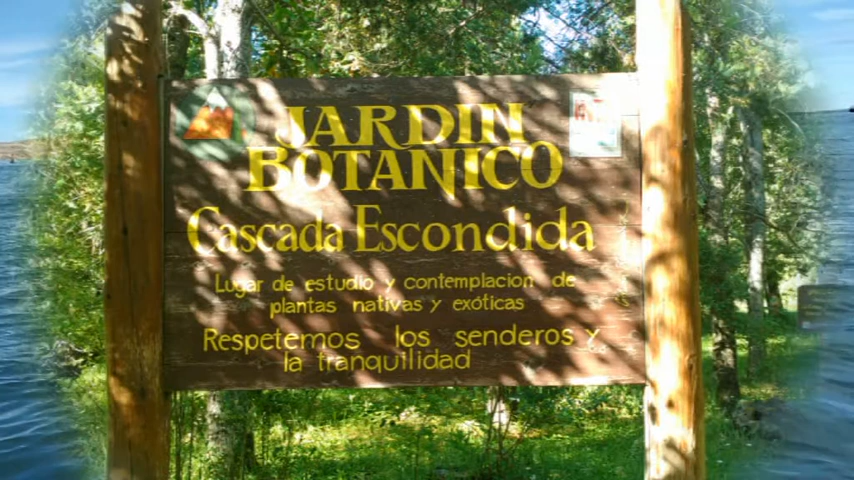 JARDIN
BOTANICO
Cascada Escondida
Lugar de estudio y contemplacion de
plantas nativas y exóticas
Respetemos los senderos y
la tranquilidad